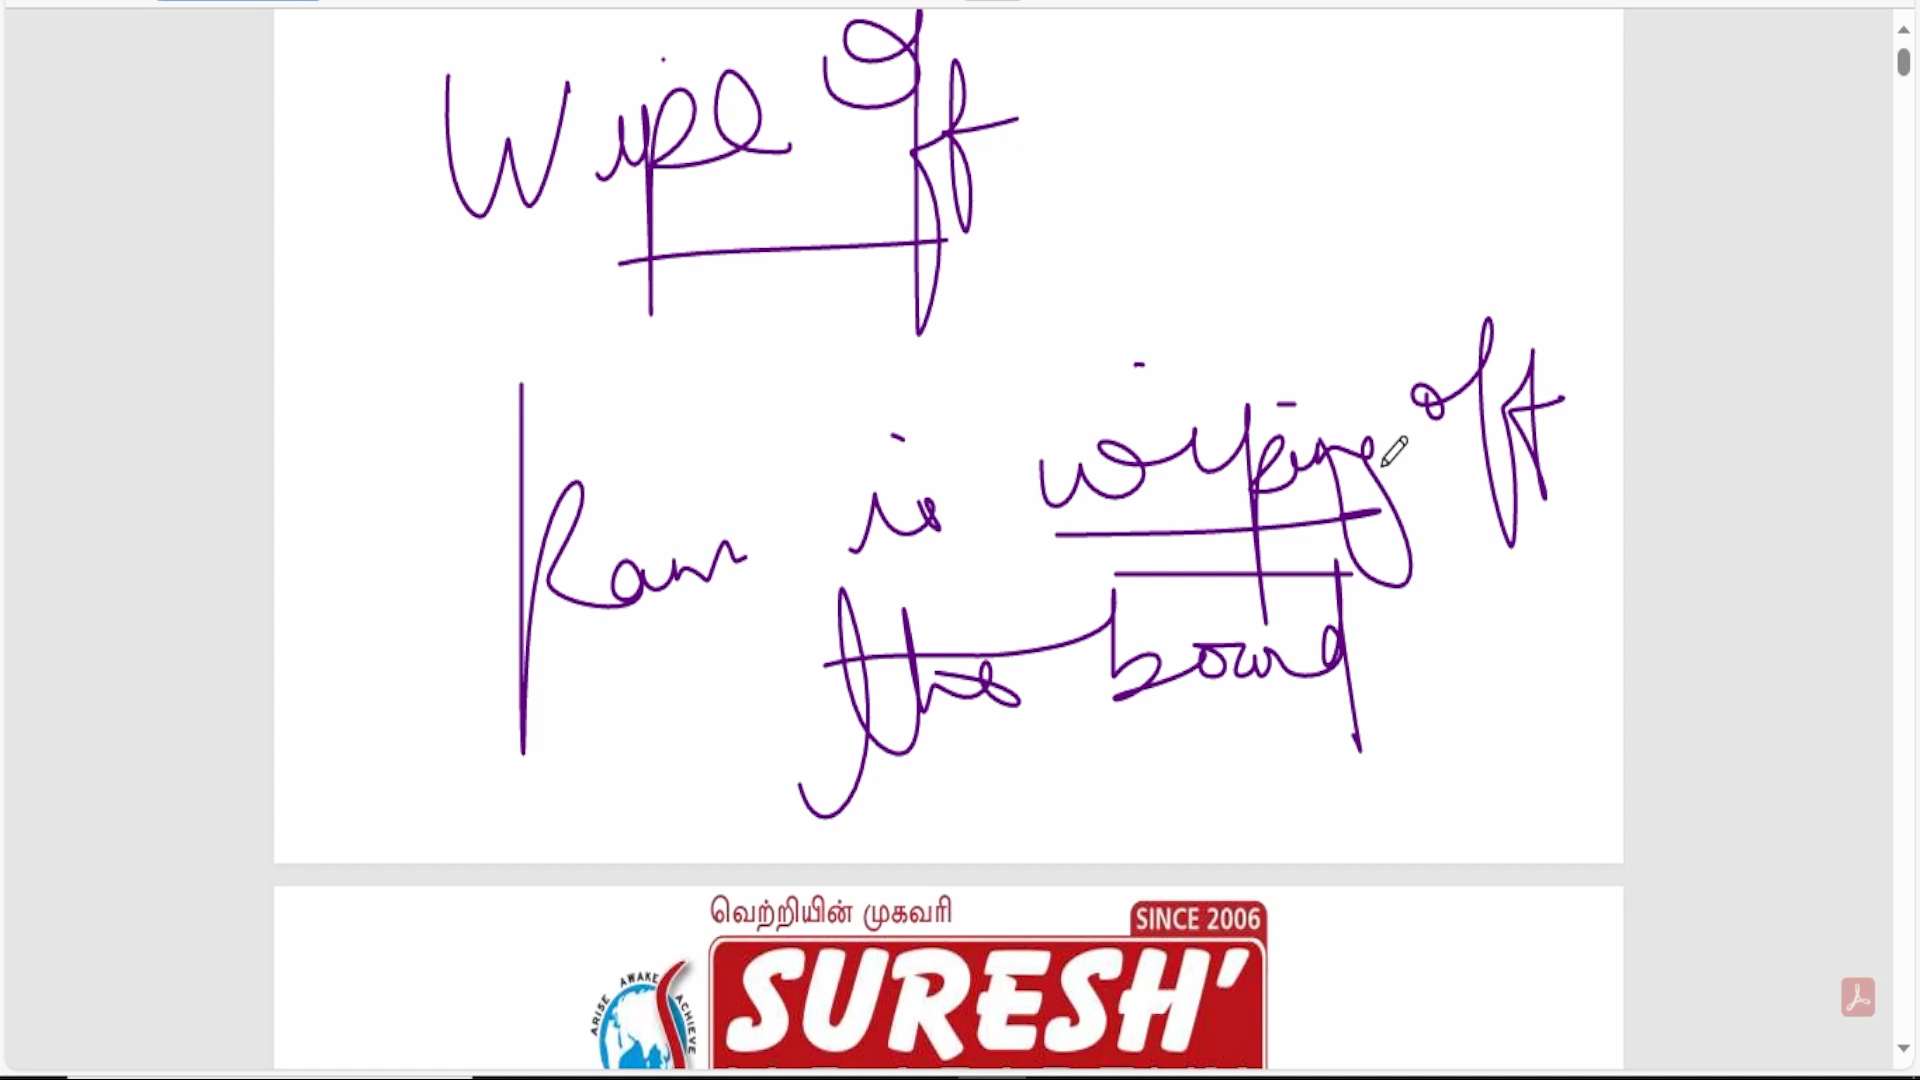 Wipe off
Ram is wiping off
the board
வெற்றியின் முகவரி
SINCE 2006
ARISE AWAKE ACHIEVE
SURESH'